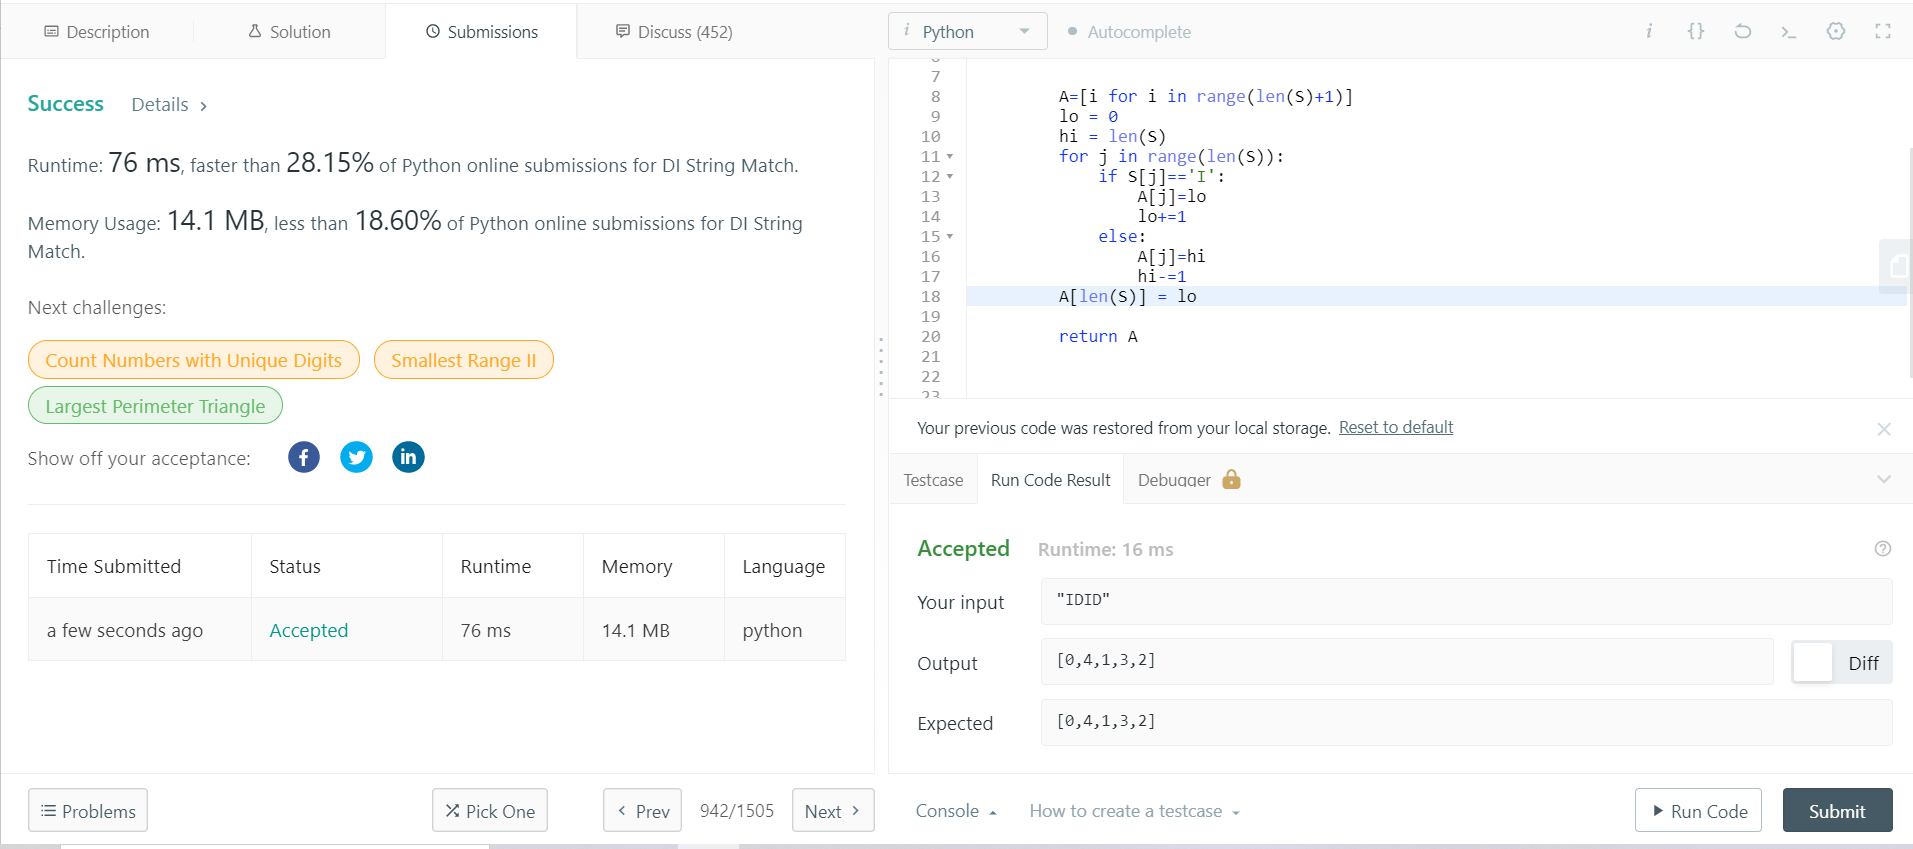 Description
Solution
Submissions
Discuss (452)
i Python
Autocomplete
i {}
Success Details >
Runtime: 76 ms, faster than 28.15% of Python online submissions for DI String Match.
Memory Usage: 14.1 MB, less than 18.60% of Python online submissions for DI String
Match.
Next challenges:
Count Numbers with Unique Digits
Smallest Range II
Largest Perimeter Triangle
Show off your acceptance:
f
in
Time Submitted Status Runtime Memory Language
a few seconds ago Accepted 76 ms 14.1 MB python
Problems
Pick One
< Prev
942/1505
Next >
7
8 A=[i for i in range(len(S)+1)]
9 lo = 0
10 hi = len(S)
11 for j in range(len(S)):
12 if S[j]=='I':
13 A[j]=lo
14 lo+=1
15 else:
16 A[j]=hi
17 hi-=1
18 A[len(S)] = lo
19
20 return A
21
22
23
Your previous code was restored from your local storage. Reset to default
Testcase
Run Code Result
Debugger
Accepted Runtime: 16 ms
Your input "IDID"
Output [0,4,1,3,2]
Diff
Expected [0,4,1,3,2]
Console
How to create a testcase
Run Code
Submit